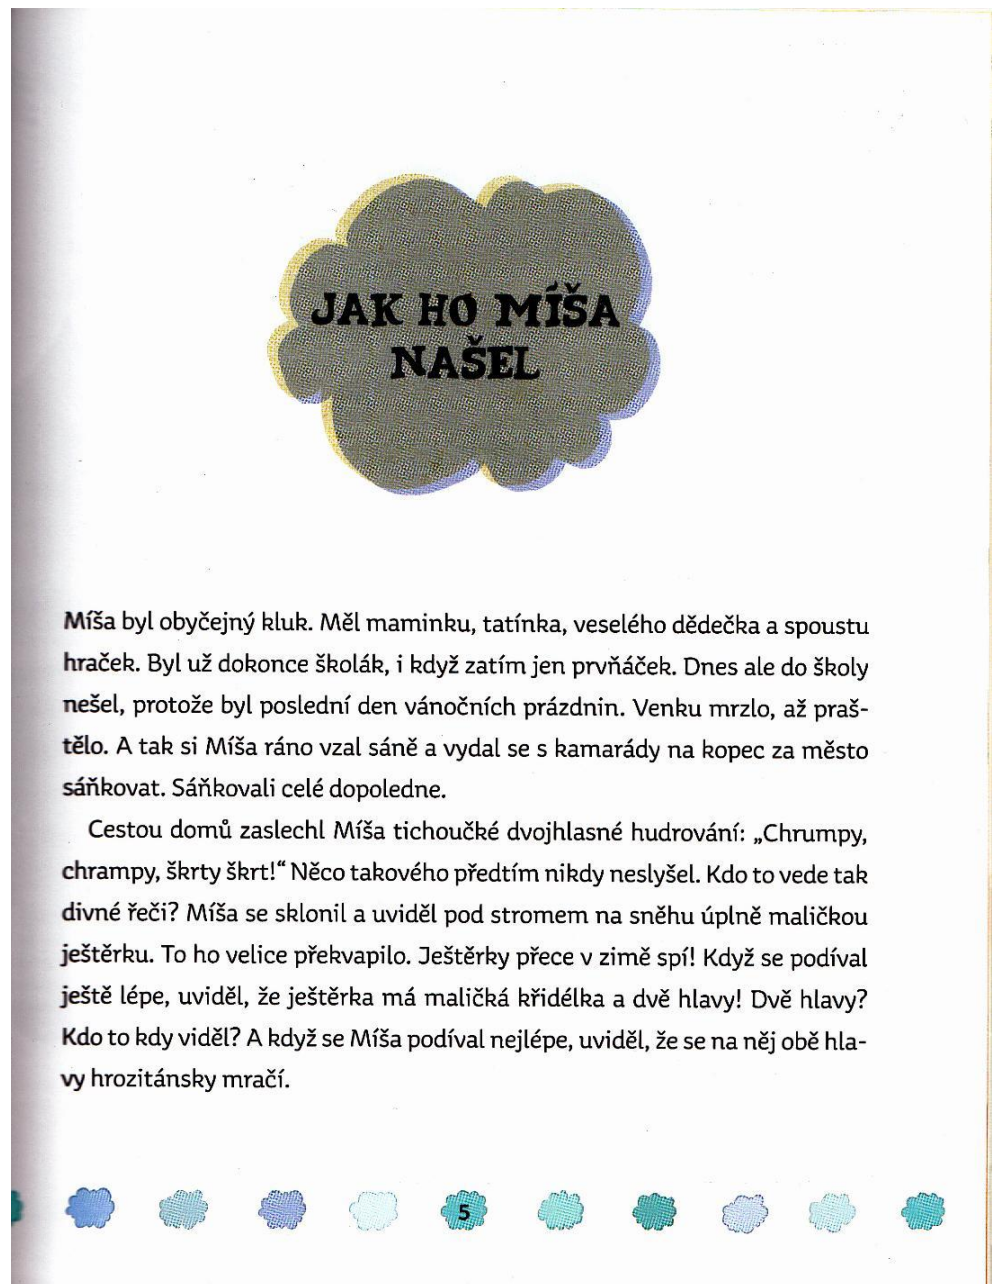 JAK HO MÍŠA
NAŠEL
Míša byl obyčejný kluk. Měl maminku, tatínka, veselého dědečka a spoustu
hraček. Byl už dokonce školák, i když zatím jen prvňáček. Dnes ale do školy
nešel, protože byl poslední den vánočních prázdnin. Venku mrzlo, až praš-
tělo. A tak si Míša ráno vzal sáně a vydal se s kamarády na kopec za město
sáňkovat. Sáňkovali celé dopoledne.
Cestou domů zaslechl Míša tichoučké dvojhlasné hudrování: „Chrumpy,
chrampy, škrty škrt!“ Něco takového předtím nikdy neslyšel. Kdo to vede tak
divné řeči? Míša se sklonil a uviděl pod stromem na sněhu úplně maličkou
ještěrku. To ho velice překvapilo. Ještěrky přece v zimě spí! Když se podíval
ještě lépe, uviděl, že ještěrka má maličká křidélka a dvě hlavy! Dvě hlavy?
Kdo to kdy viděl? A když se Míša podíval nejlépe, uviděl, že se na něj obě hla-
vy hrozitánsky mračí.
5